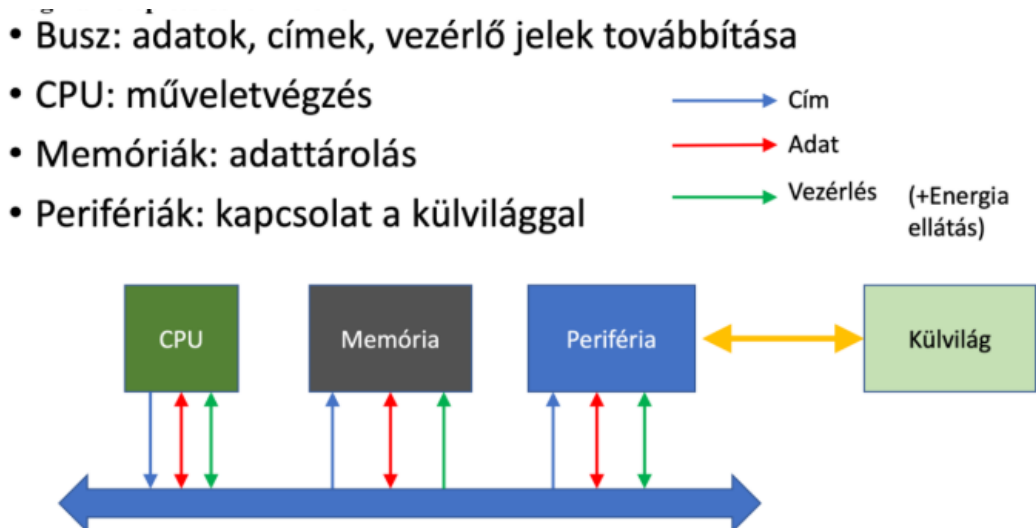 • Busz: adatok, címek, vezérlő jelek továbbítása
• CPU: műveletvégzés
• Memóriák: adattárolás
• Perifériák: kapcsolat a külvilággal
Cím
Adat
Vezérlés (+Energia
ellátás)
CPU
Memória
Periféria
Külvilág